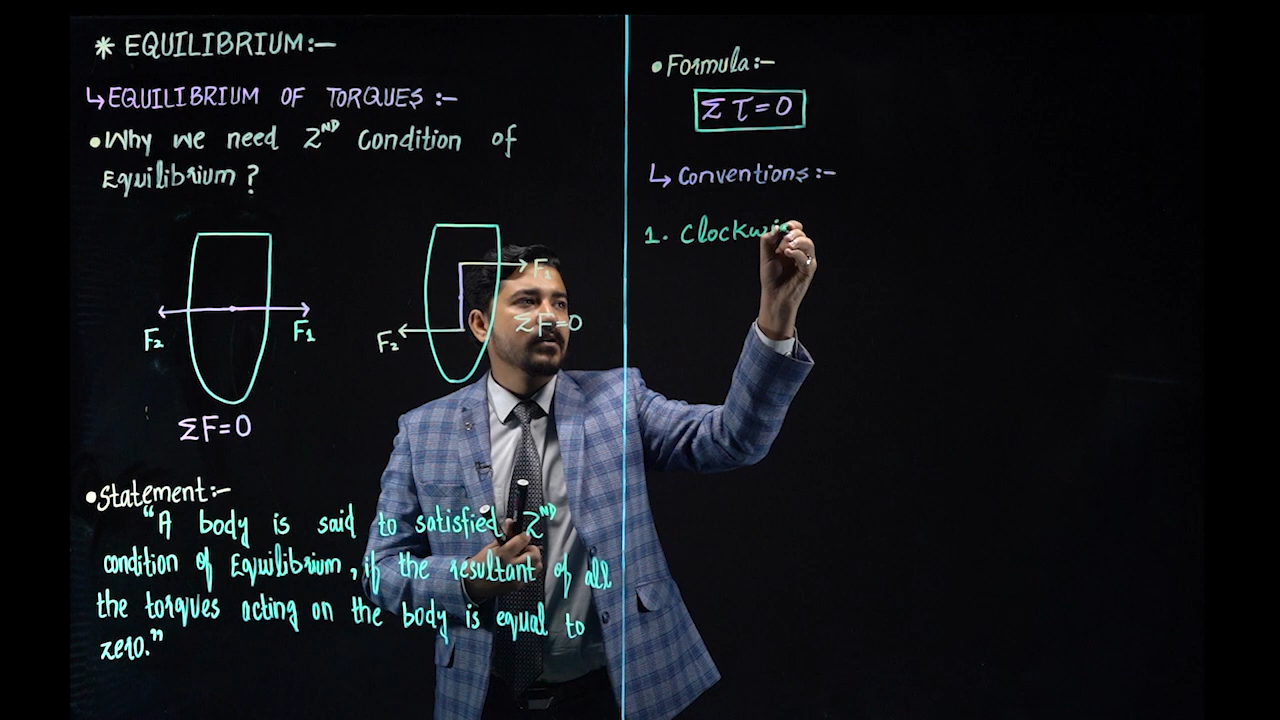 * EQUILIBRIUM:-
↳ EQUILIBRIUM OF TORQUES :-
• Why we need 2ND Condition of
Equilibrium ?
F2
F1
ΣF=0
F1
F2
ΣF=0
• Statement:-
"A body is said to satisfied 2ND
condition of Equilibrium, if the resultant of all
the torques acting on the body is equal to
zero."
• Formula:-
Σ τ = 0
↳ Conventions:-
1. Clockwis